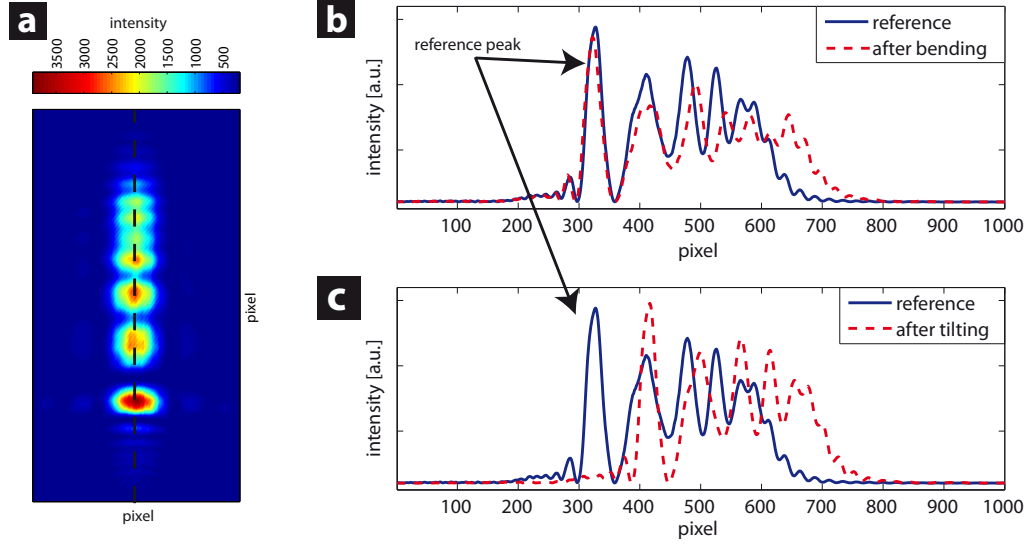 a
intensity
3500
3000
2500
2000
1500
1000
500
pixel
pixel
b
reference peak
intensity [a.u.]
reference
after bending
100 200 300 400 500 600 700 800 900 1000
pixel
c
intensity [a.u.]
reference
after tilting
100 200 300 400 500 600 700 800 900 1000
pixel